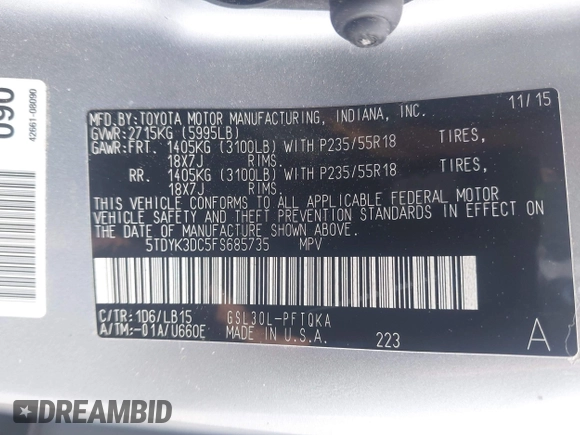 090
42661-08090
MFD.BY:TOYOTA MOTOR MANUFACTURING, INDIANA, INC. 11/15
GVWR:2715KG (5995LB)
GAWR:FRT. 1405KG (3100LB) WITH P235/55R18 TIRES,
18X7J RIMS.
RR. 1405KG (3100LB) WITH P235/55R18 TIRES,
18X7J RIMS.
THIS VEHICLE CONFORMS TO ALL APPLICABLE FEDERAL MOTOR
VEHICLE SAFETY AND THEFT PREVENTION STANDARDS IN EFFECT ON
THE DATE OF MANUFACTURE SHOWN ABOVE.
5TDYK3DC5FS685735 MPV
C/TR:1D6/LB15 GSL30L-PFTQKA
A/TM:-01A/U660E MADE IN U.S.A. 223 A
DREAMBID